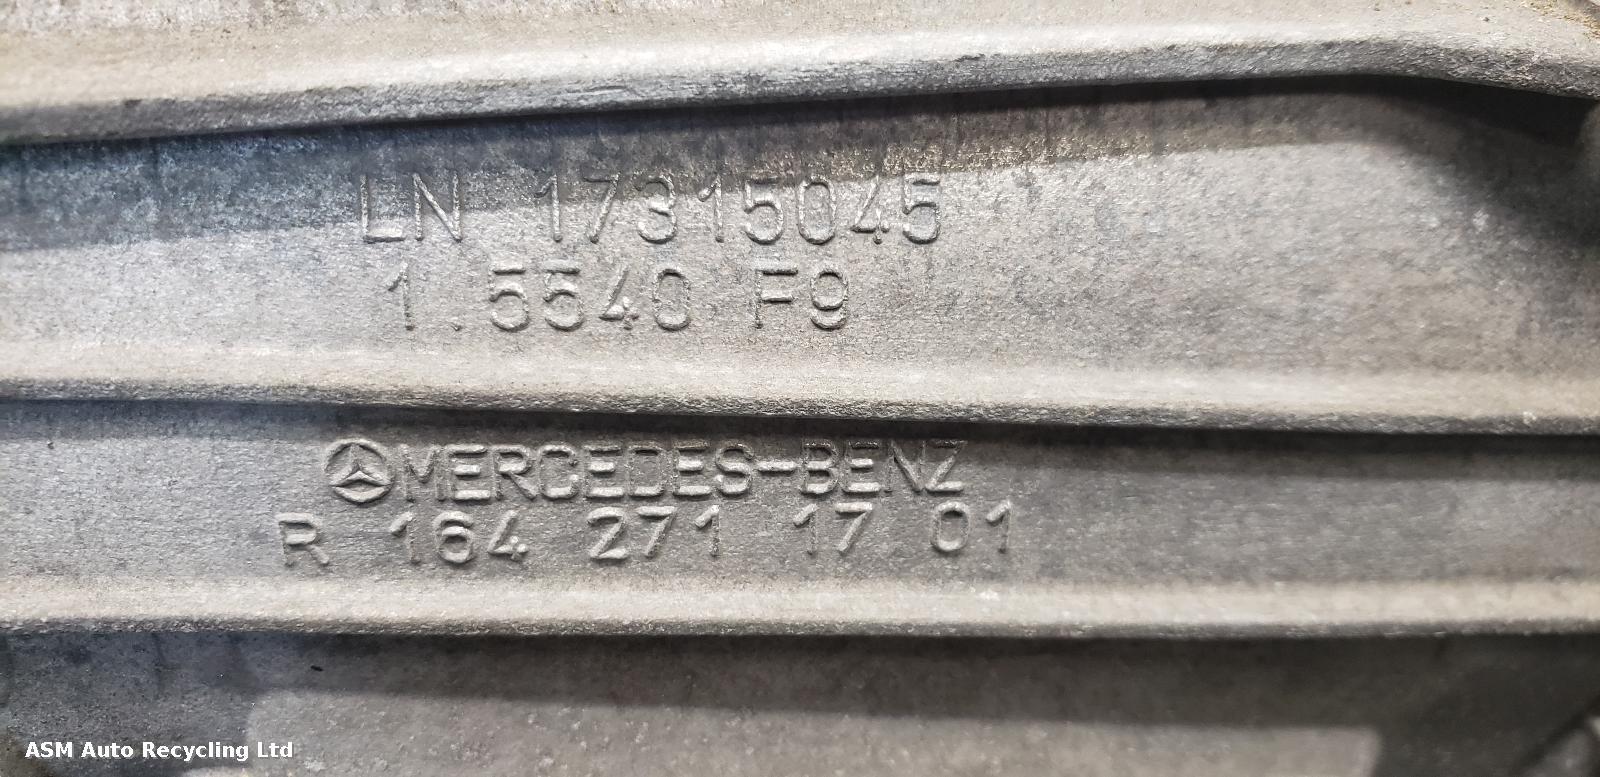 LN 17315045
1.5540 F9
MERCEDES-BENZ
R 164 271 17 01
ASM Auto Recycling Ltd